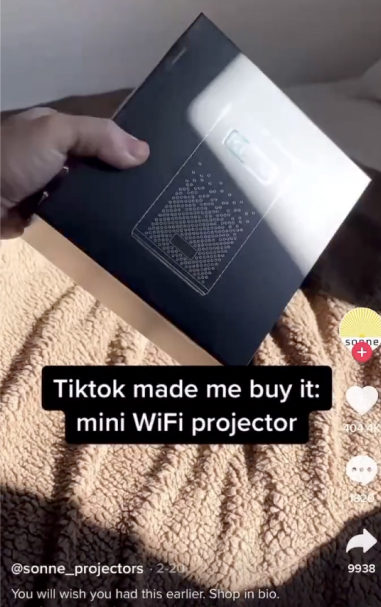 Tiktok made me buy it:
mini WiFi projector
sonne
404.4K
9938
@sonne_projectors · 2-20
You will wish you had this earlier. Shop in bio.